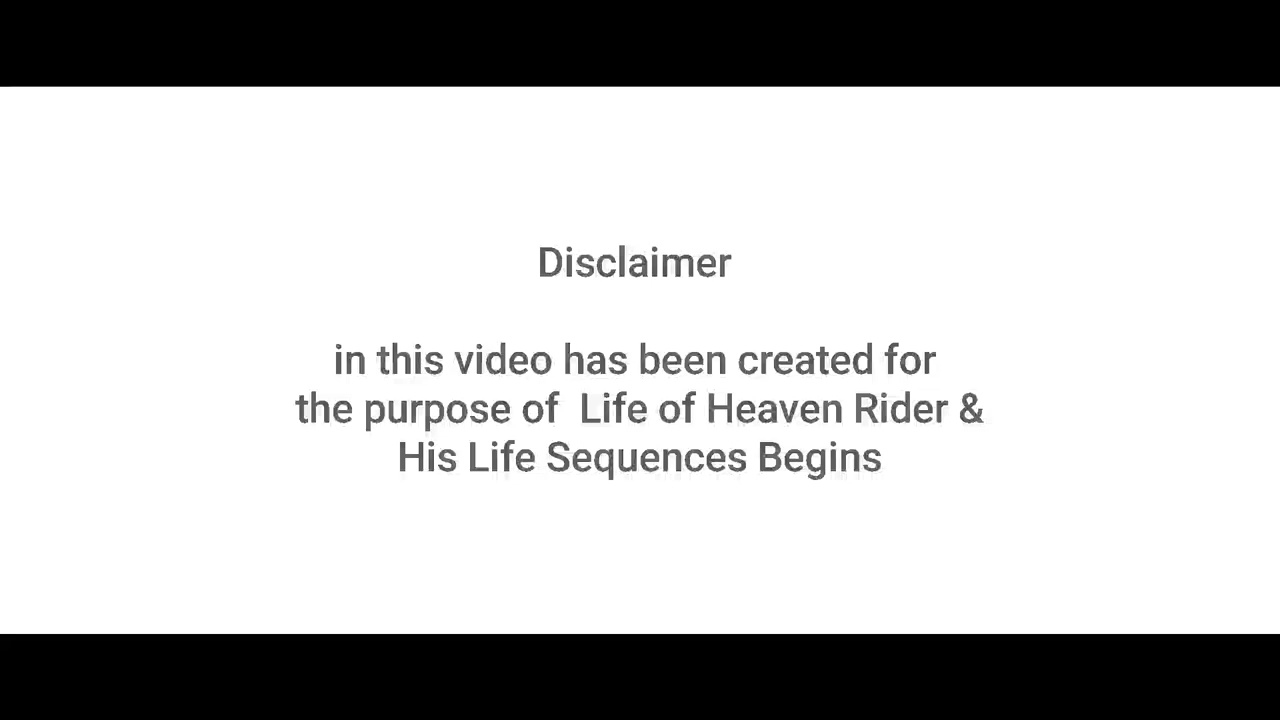 Disclaimer
in this video has been created for
the purpose of  Life of Heaven Rider &
His Life Sequences Begins